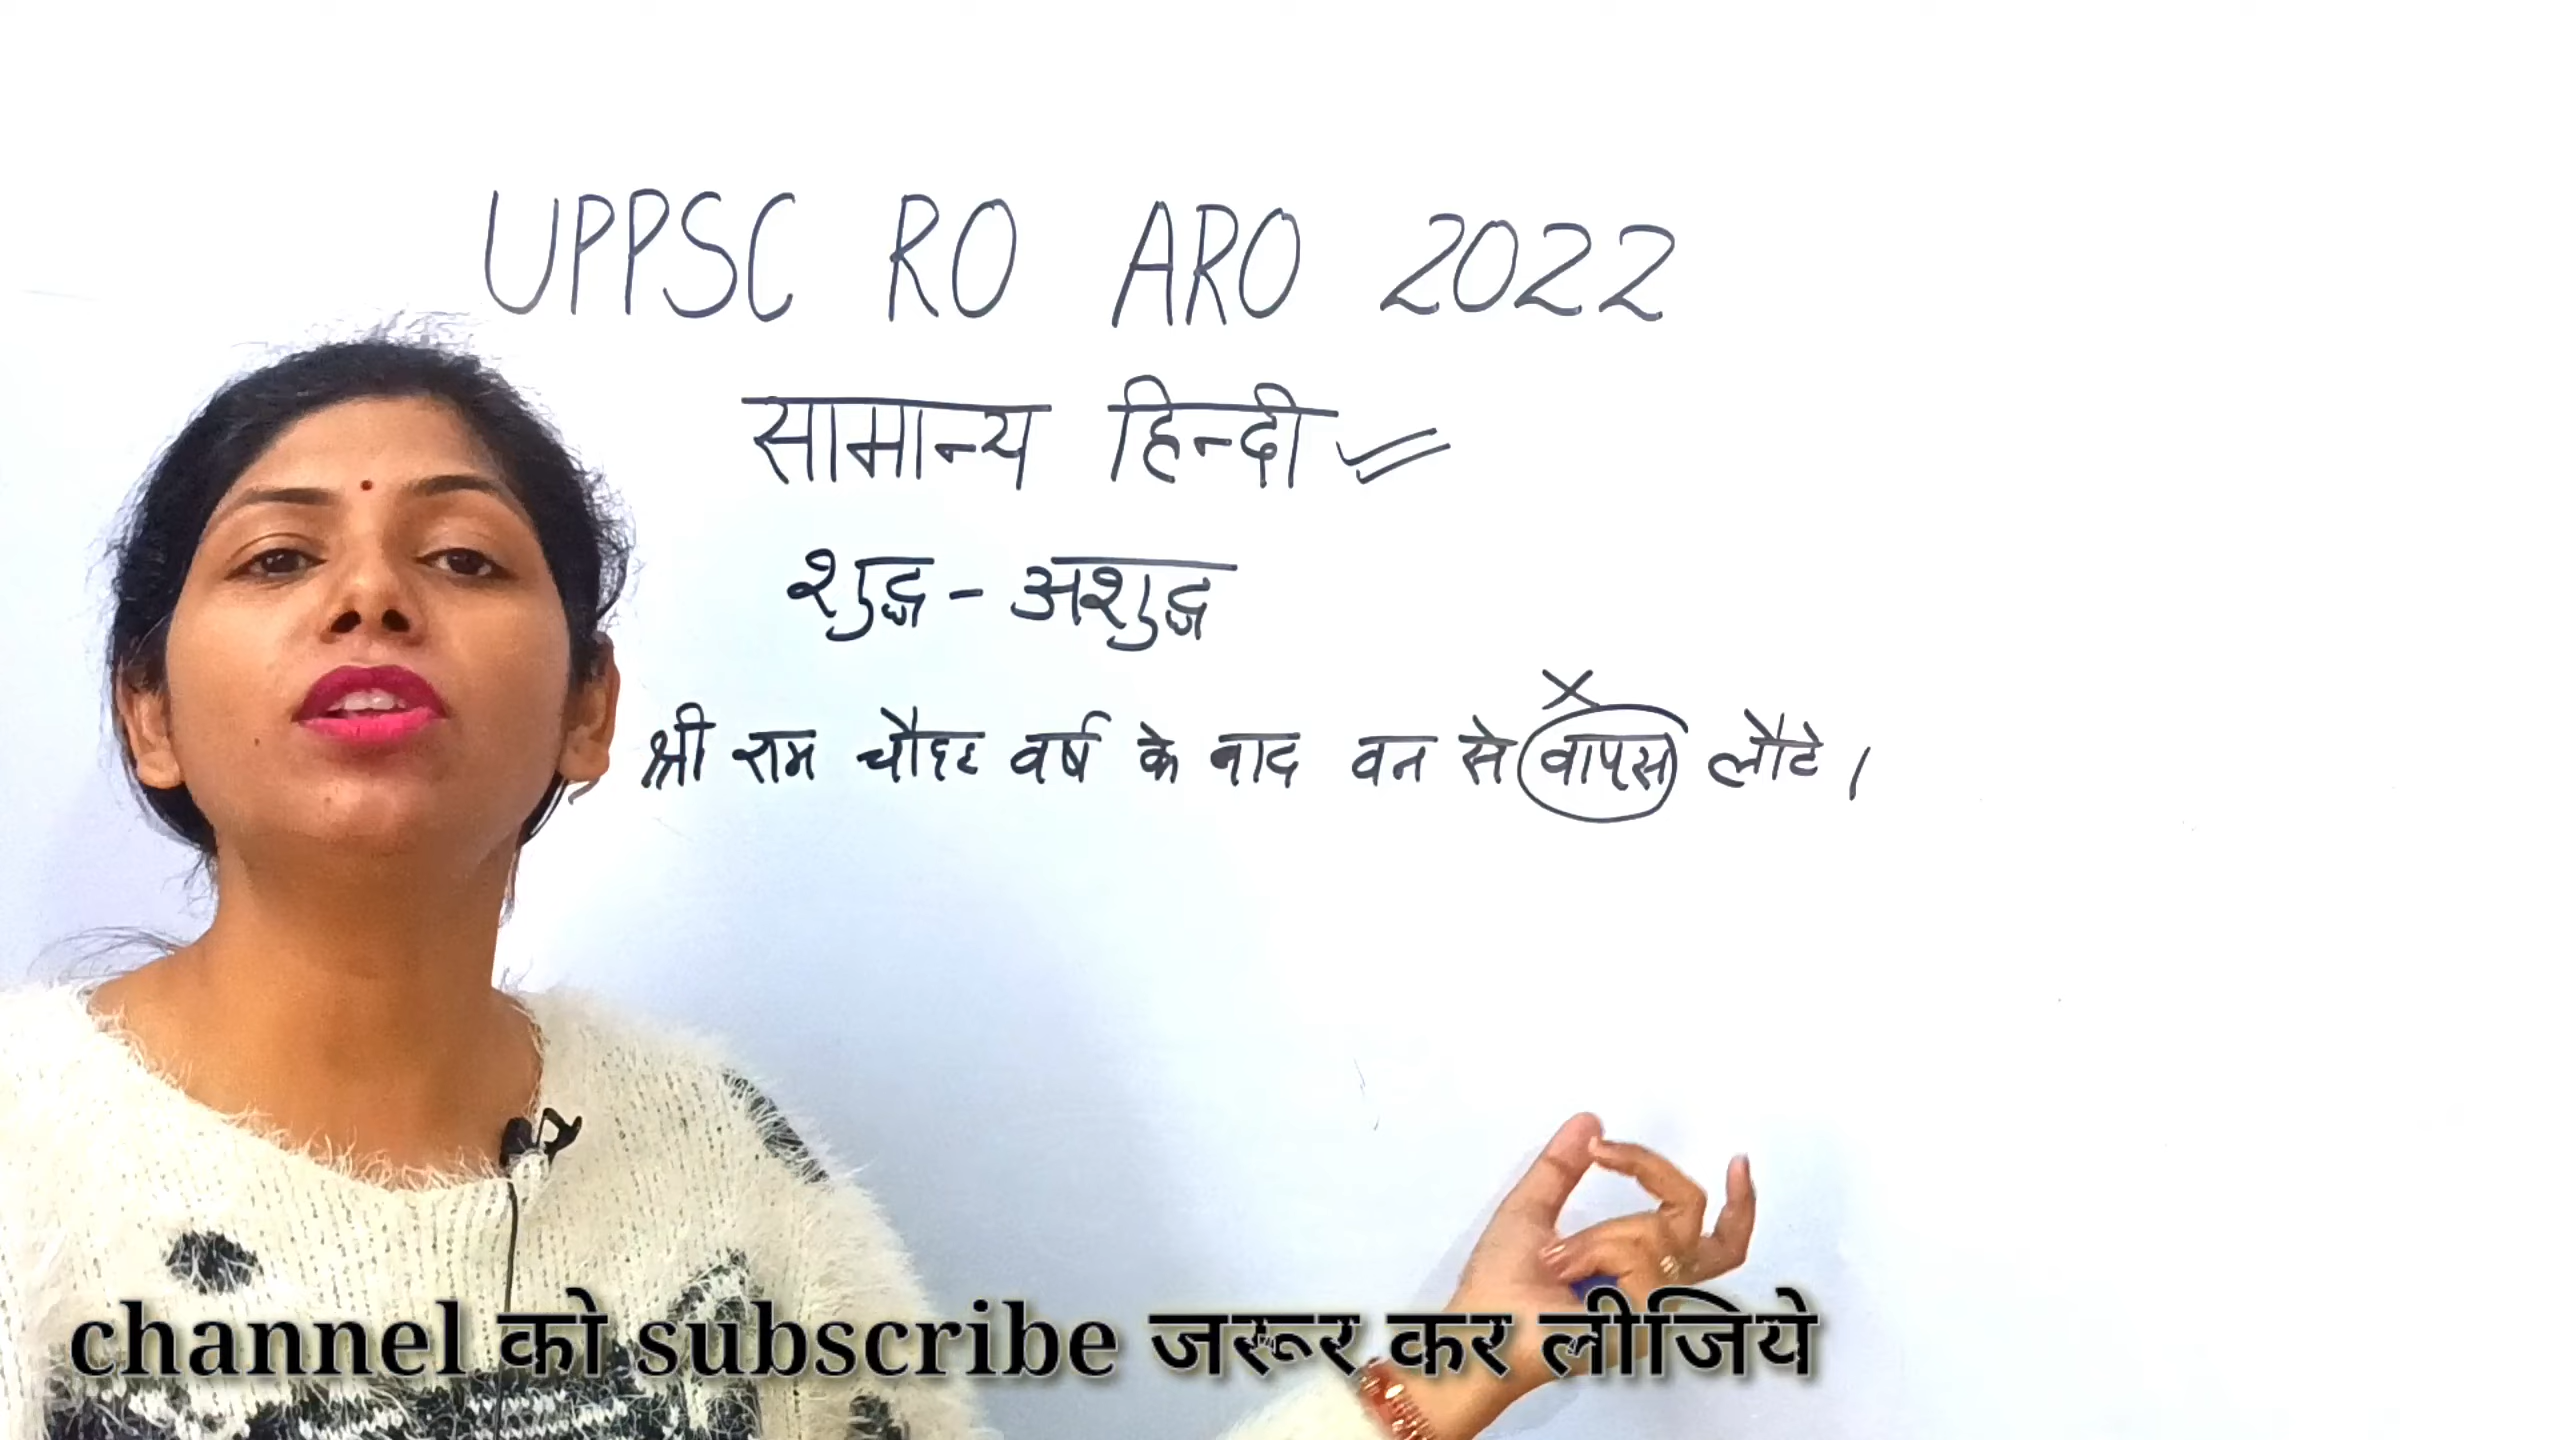 UPPSC RO ARO 2022
सामान्य हिन्दी
शुद्ध - अशुद्ध
श्री राम चौदह वर्ष के बाद वन से वापस लौटे।
channel को subscribe जरूर कर लीजिये